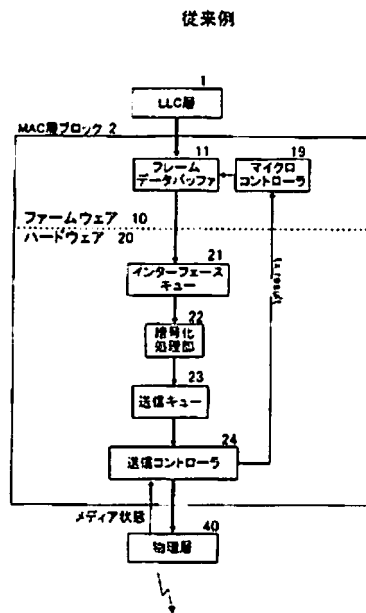 従来例
1
LLC層
MAC層ブロック 2
11
フレーム
データバッファ
19
マイクロ
コントローラ
ファームウェア 10
ハードウェア 20
21
インターフェース
キュー
22
暗号化
処理部
tx result
23
送信キュー
24
送信コントローラ
メディア状態
40
物理層